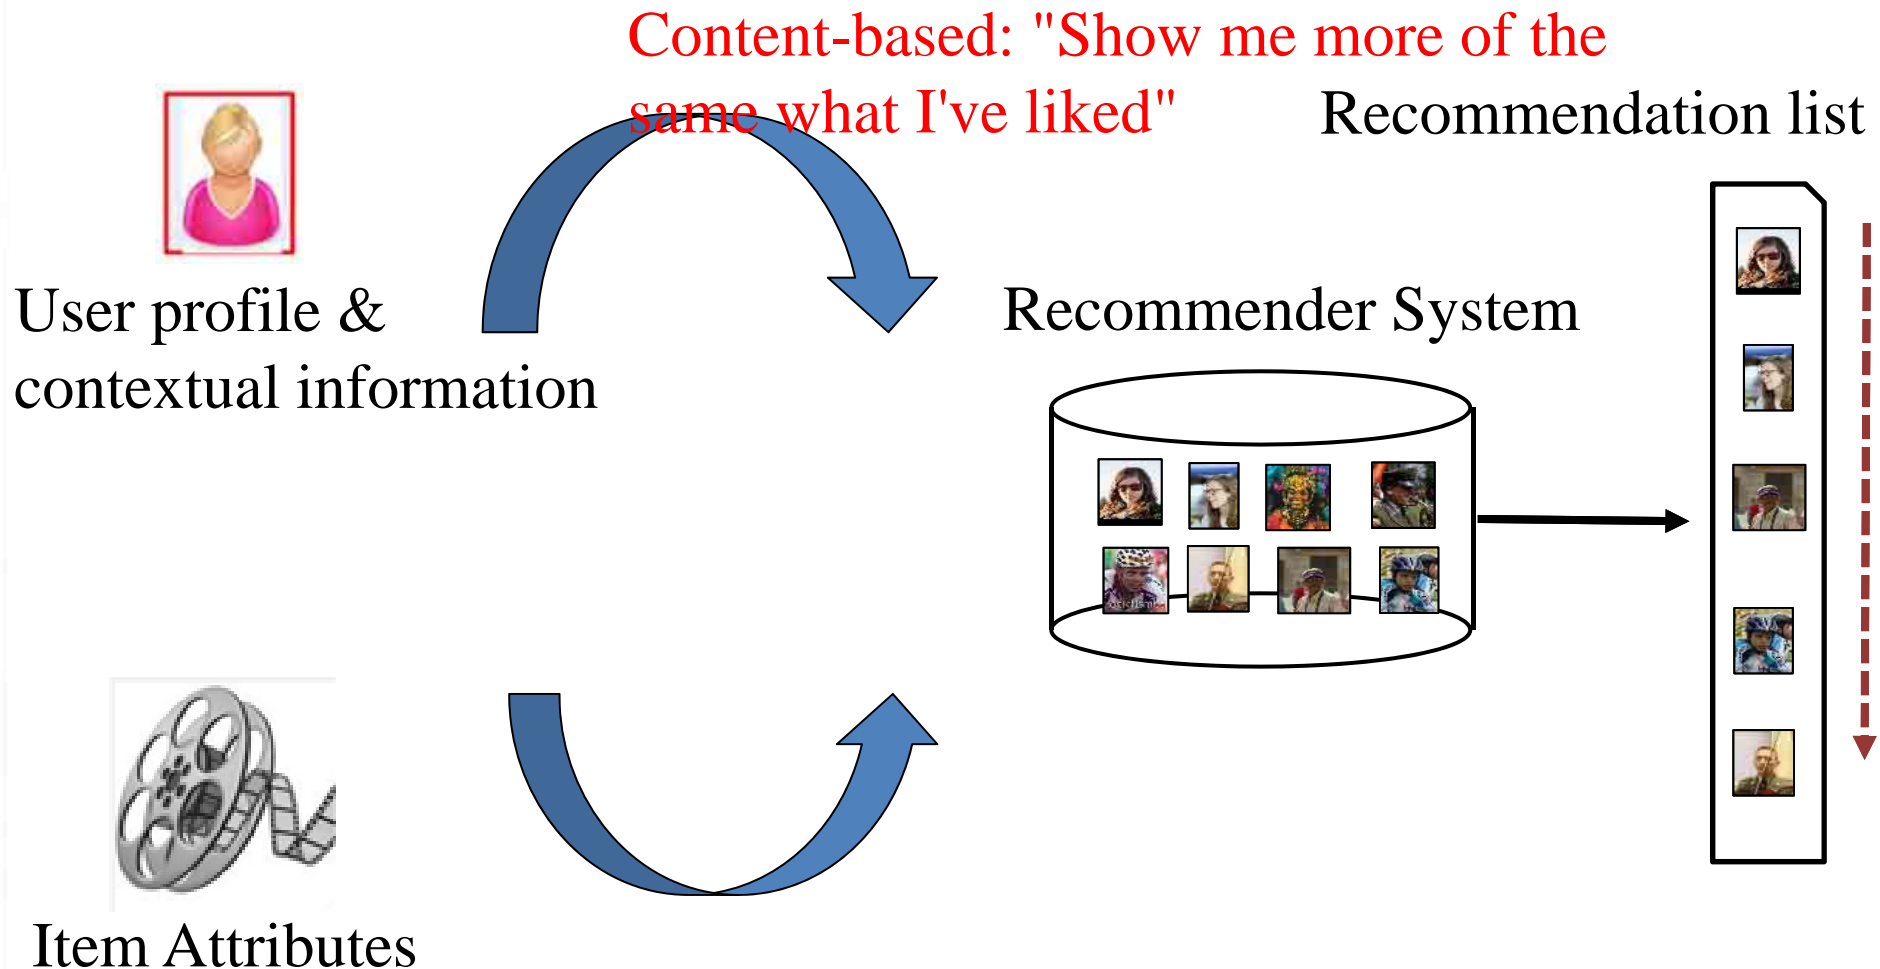 Content-based: "Show me more of the
same what I've liked"
Recommendation list
User profile &
contextual information
Recommender System
Item Attributes